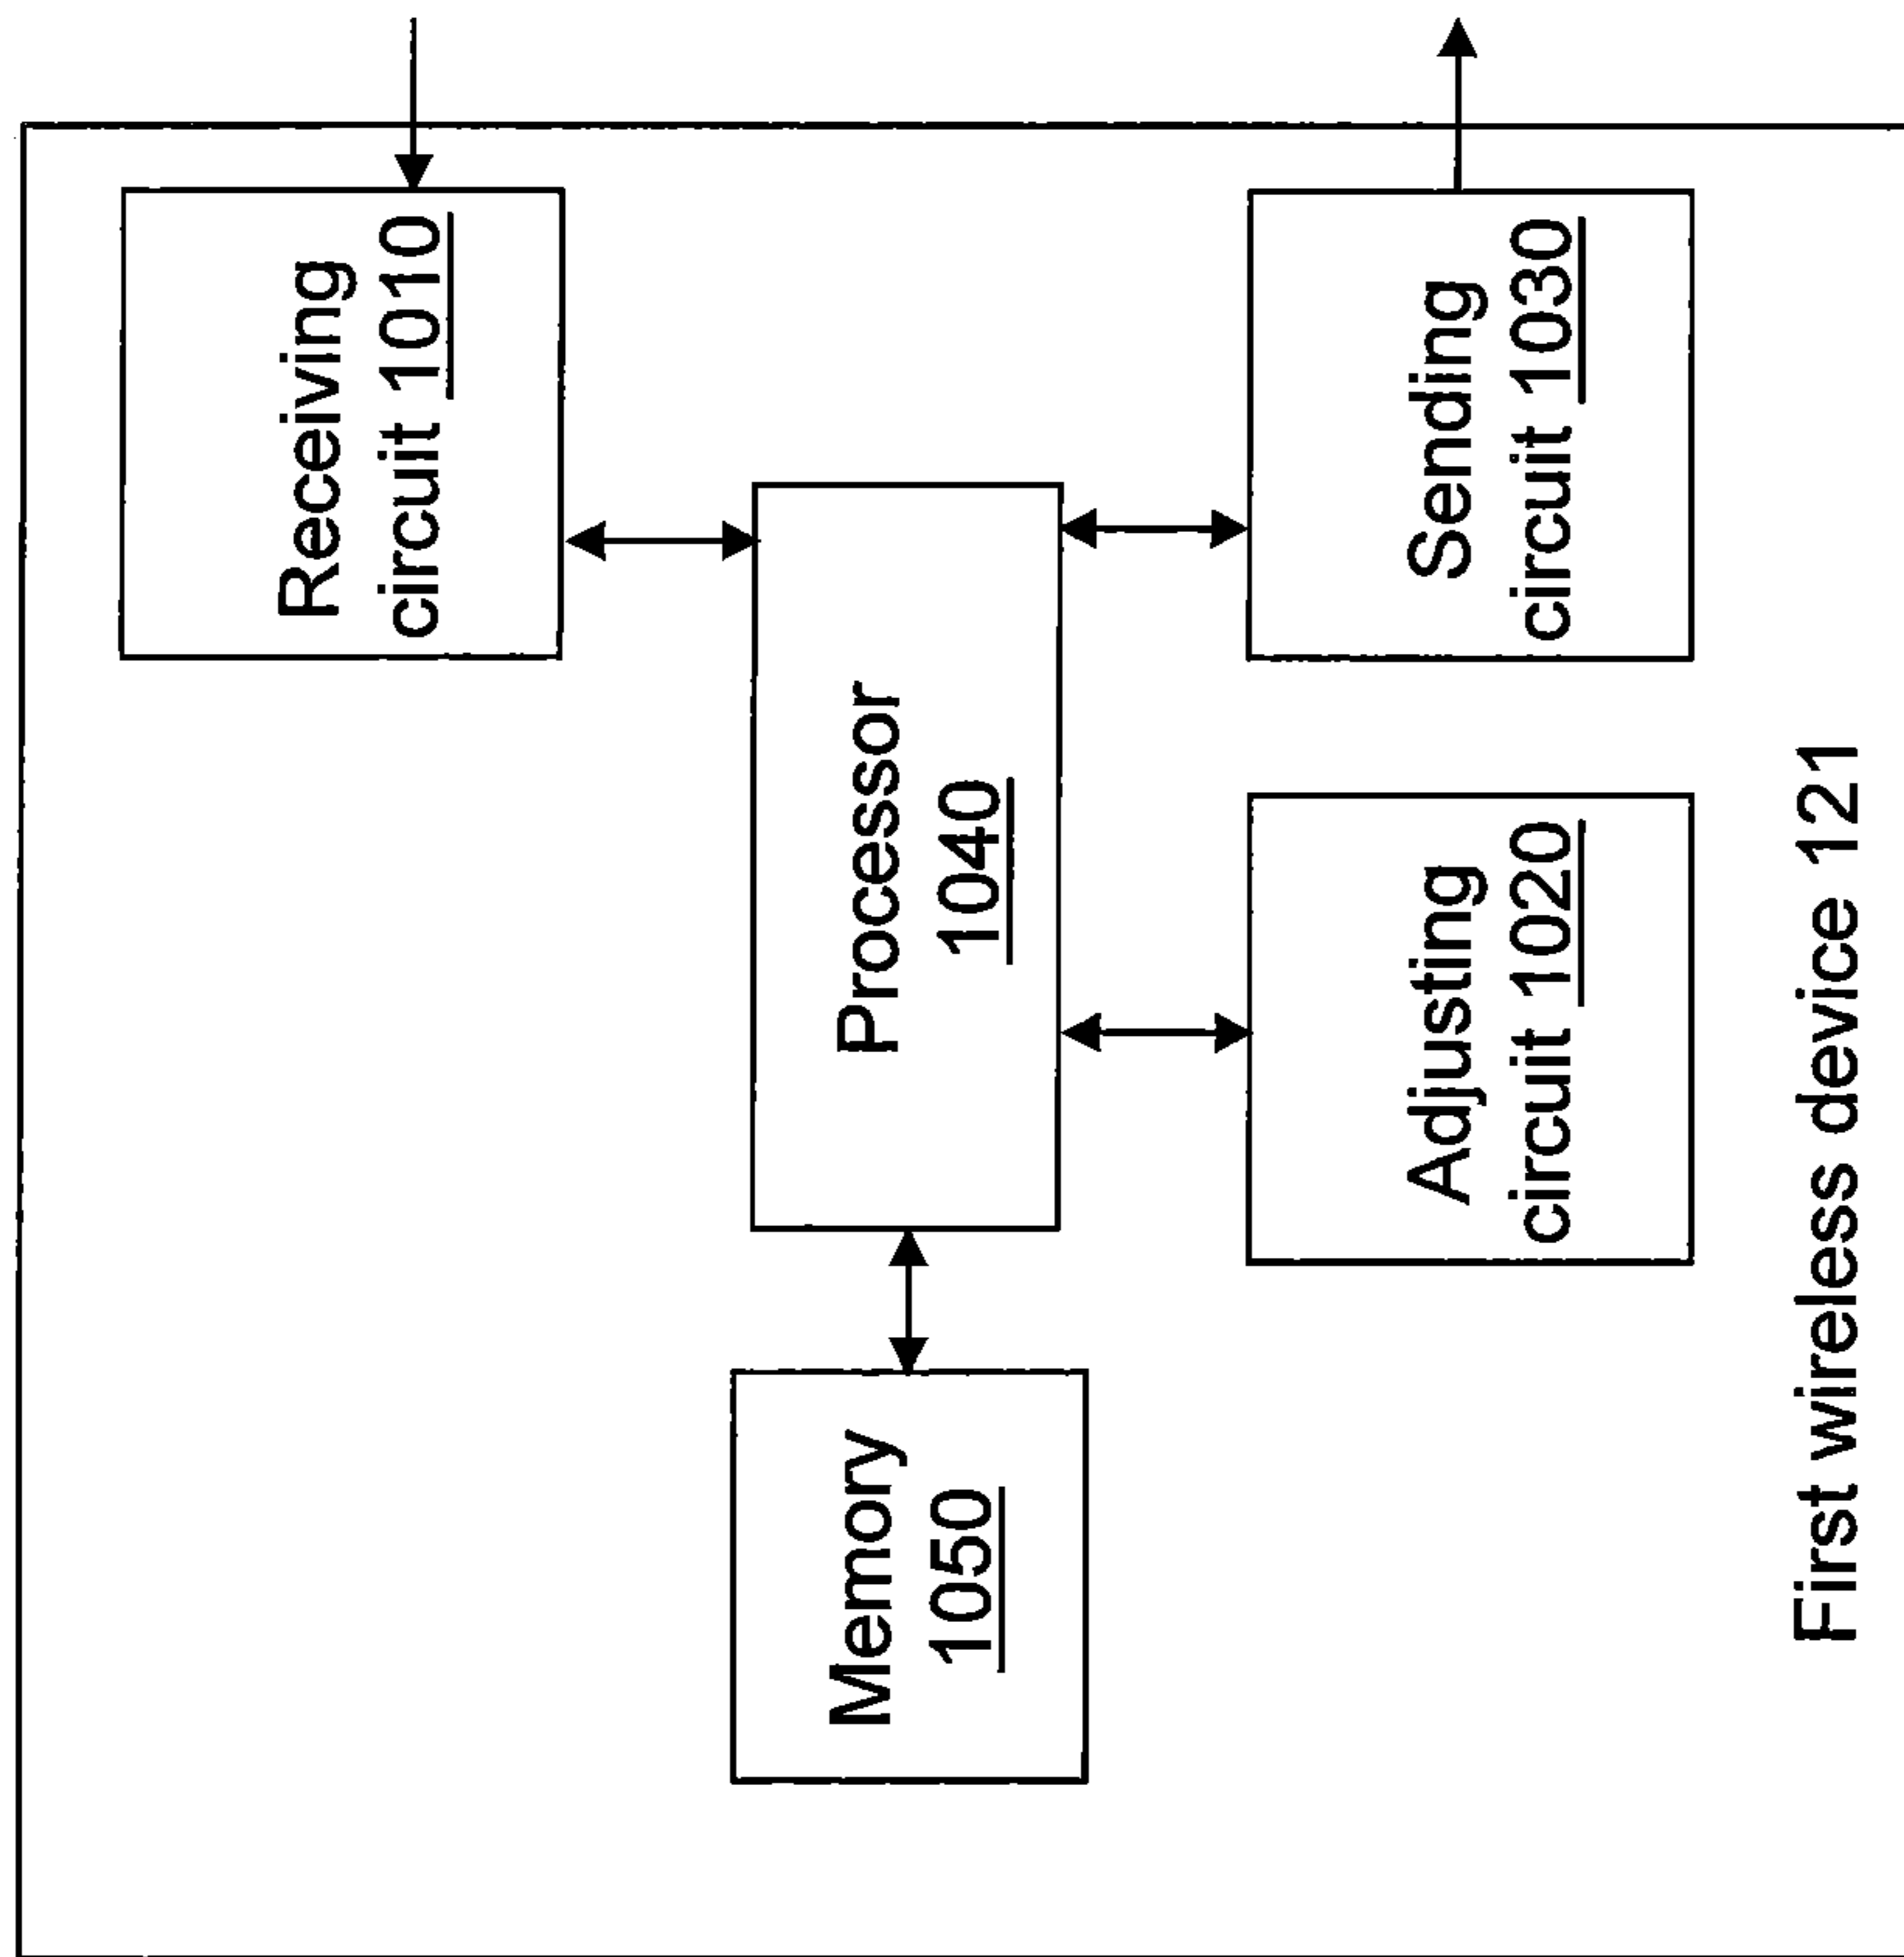 Receiving
circuit 1010
Processor
1040
Memory
1050
Adjusting
circuit 1020
Sending
circuit 1030
First wireless device 121